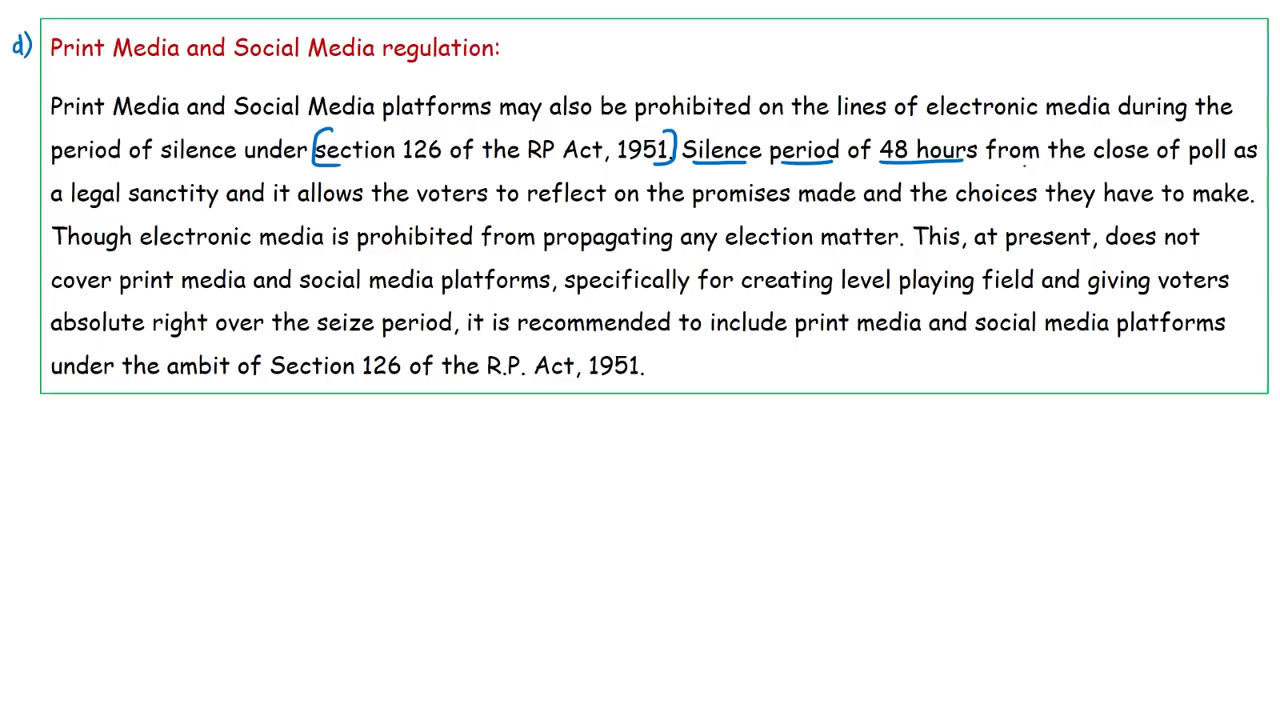 d) Print Media and Social Media regulation:
Print Media and Social Media platforms may also be prohibited on the lines of electronic media during the
period of silence under [section 126 of the RP Act, 1951.] Silence period of 48 hours from the close of poll as
a legal sanctity and it allows the voters to reflect on the promises made and the choices they have to make.
Though electronic media is prohibited from propagating any election matter. This, at present, does not
cover print media and social media platforms, specifically for creating level playing field and giving voters
absolute right over the seize period, it is recommended to include print media and social media platforms
under the ambit of Section 126 of the R.P. Act, 1951.